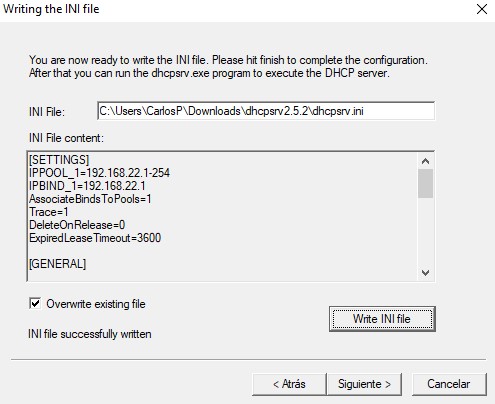 Writing the INI file
You are now ready to write the INI file. Please hit finish to complete the configuration.
After that you can run the dhcpsrv.exe program to execute the DHCP server.
INI File: C:\Users\CarlosP\Downloads\dhcpsrv2.5.2\dhcpsrv.ini
INI File content:
[SETTINGS]
IPPOOL_1=192.168.22.1-254
IPBIND_1=192.168.22.1
AssociateBindsToPools=1
Trace=1
DeleteOnRelease=0
ExpiredLeaseTimeout=3600
[GENERAL]
Overwrite existing file
Write INI file
INI file successfully written
< Atrás Siguiente > Cancelar